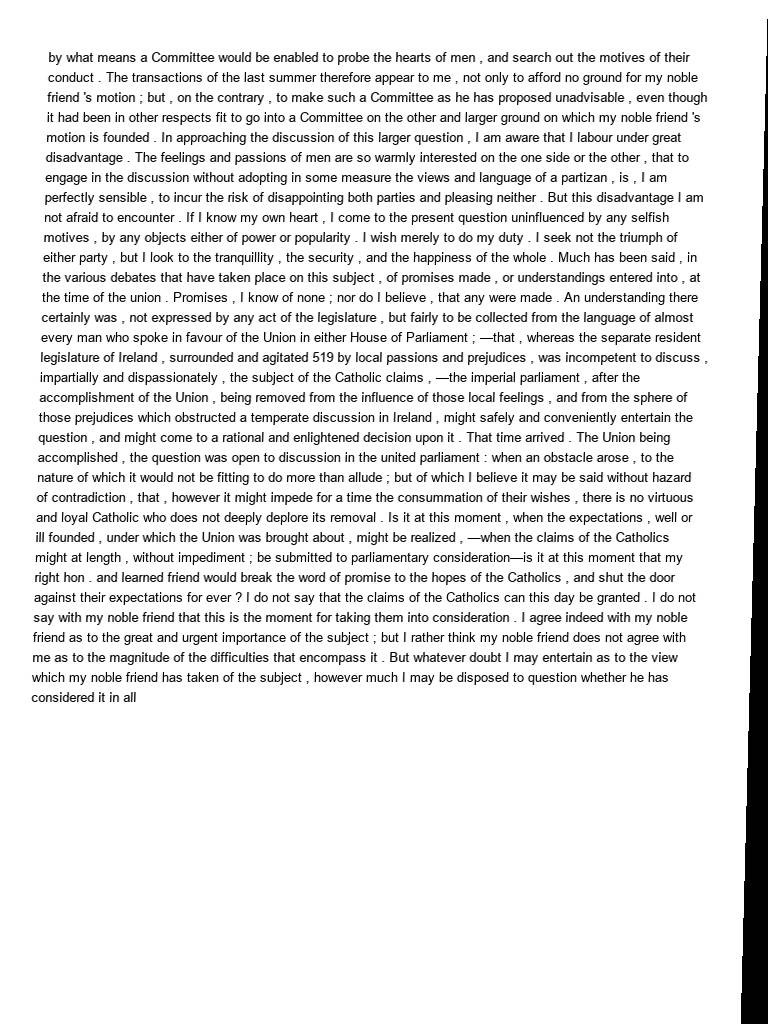 by what means a Committee would be enabled to probe the hearts of men , and search out the motives of their
conduct . The transactions of the last summer therefore appear to me , not only to afford no ground for my noble
friend 's motion ; but , on the contrary , to make such a Committee as he has proposed unadvisable , even though
it had been in other respects fit to go into a Committee on the other and larger ground on which my noble friend 's
motion is founded . In approaching the discussion of this larger question , I am aware that I labour under great
disadvantage . The feelings and passions of men are so warmly interested on the one side or the other , that to
engage in the discussion without adopting in some measure the views and language of a partizan , is , I am
perfectly sensible , to incur the risk of disappointing both parties and pleasing neither . But this disadvantage I am
not afraid to encounter . If I know my own heart , I come to the present question uninfluenced by any selfish
motives , by any objects either of power or popularity . I wish merely to do my duty . I seek not the triumph of
either party , but I look to the tranquillity , the security , and the happiness of the whole . Much has been said , in
the various debates that have taken place on this subject , of promises made , or understandings entered into , at
the time of the union . Promises , I know of none ; nor do I believe , that any were made . An understanding there
certainly was , not expressed by any act of the legislature , but fairly to be collected from the language of almost
every man who spoke in favour of the Union in either House of Parliament ; —that , whereas the separate resident
legislature of Ireland , surrounded and agitated 519 by local passions and prejudices , was incompetent to discuss ,
impartially and dispassionately , the subject of the Catholic claims , —the imperial parliament , after the
accomplishment of the Union , being removed from the influence of those local feelings , and from the sphere of
those prejudices which obstructed a temperate discussion in Ireland , might safely and conveniently entertain the
question , and might come to a rational and enlightened decision upon it . That time arrived . The Union being
accomplished , the question was open to discussion in the united parliament : when an obstacle arose , to the
nature of which it would not be fitting to do more than allude ; but of which I believe it may be said without hazard
of contradiction , that , however it might impede for a time the consummation of their wishes , there is no virtuous
and loyal Catholic who does not deeply deplore its removal . Is it at this moment , when the expectations , well or
ill founded , under which the Union was brought about , might be realized , —when the claims of the Catholics
might at length , without impediment ; be submitted to parliamentary consideration—is it at this moment that my
right hon . and learned friend would break the word of promise to the hopes of the Catholics , and shut the door
against their expectations for ever ? I do not say that the claims of the Catholics can this day be granted . I do not
say with my noble friend that this is the moment for taking them into consideration . I agree indeed with my noble
friend as to the great and urgent importance of the subject ; but I rather think my noble friend does not agree with
me as to the magnitude of the difficulties that encompass it . But whatever doubt I may entertain as to the view
which my noble friend has taken of the subject , however much I may be disposed to question whether he has
considered it in all